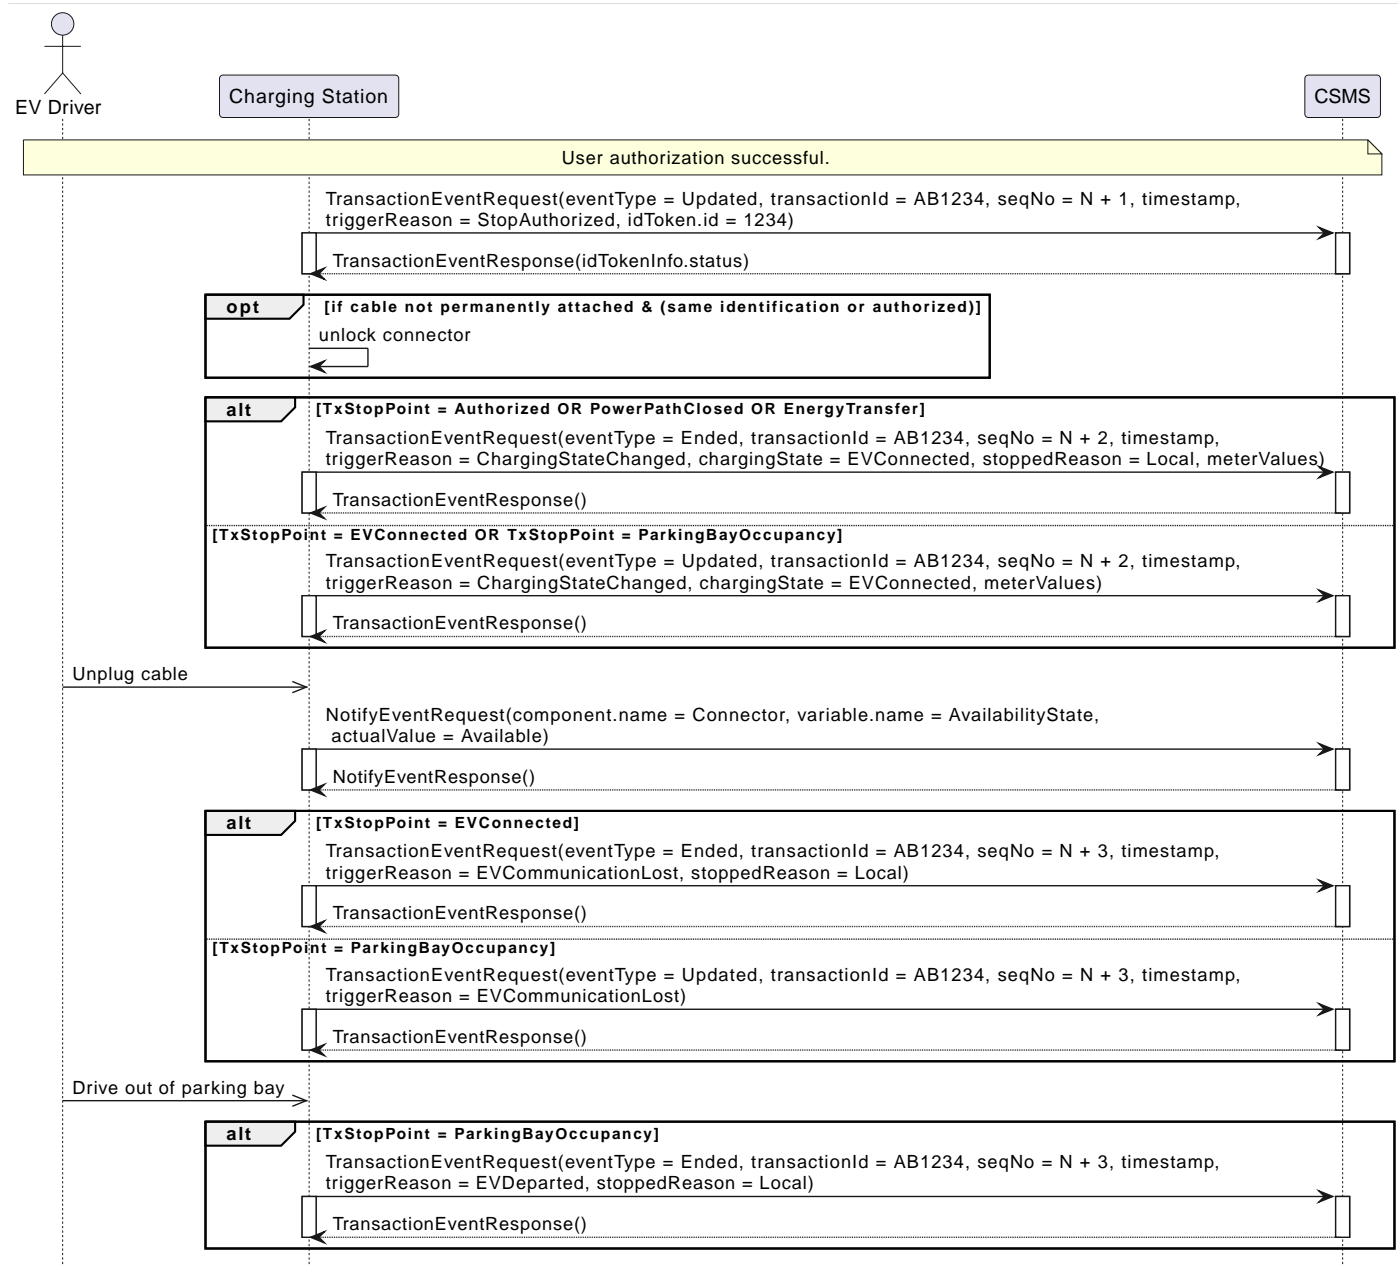 EV Driver
Charging Station
CSMS
User authorization successful.
TransactionEventRequest(eventType = Updated, transactionId = AB1234, seqNo = N + 1, timestamp,
triggerReason = StopAuthorized, idToken.id = 1234)
TransactionEventResponse(idTokenInfo.status)
opt
[if cable not permanently attached & (same identification or authorized)]
unlock connector
alt
[TxStopPoint = Authorized OR PowerPathClosed OR EnergyTransfer]
TransactionEventRequest(eventType = Ended, transactionId = AB1234, seqNo = N + 2, timestamp,
triggerReason = ChargingStateChanged, chargingState = EVConnected, stoppedReason = Local, meterValues)
TransactionEventResponse()
[TxStopPoint = EVConnected OR TxStopPoint = ParkingBayOccupancy]
TransactionEventRequest(eventType = Updated, transactionId = AB1234, seqNo = N + 2, timestamp,
triggerReason = ChargingStateChanged, chargingState = EVConnected, meterValues)
TransactionEventResponse()
Unplug cable
NotifyEventRequest(component.name = Connector, variable.name = AvailabilityState,
actualValue = Available)
NotifyEventResponse()
alt
[TxStopPoint = EVConnected]
TransactionEventRequest(eventType = Ended, transactionId = AB1234, seqNo = N + 3, timestamp,
triggerReason = EVCommunicationLost, stoppedReason = Local)
TransactionEventResponse()
[TxStopPoint = ParkingBayOccupancy]
TransactionEventRequest(eventType = Updated, transactionId = AB1234, seqNo = N + 3, timestamp,
triggerReason = EVCommunicationLost)
TransactionEventResponse()
Drive out of parking bay
alt
[TxStopPoint = ParkingBayOccupancy]
TransactionEventRequest(eventType = Ended, transactionId = AB1234, seqNo = N + 3, timestamp,
triggerReason = EVDeparted, stoppedReason = Local)
TransactionEventResponse()